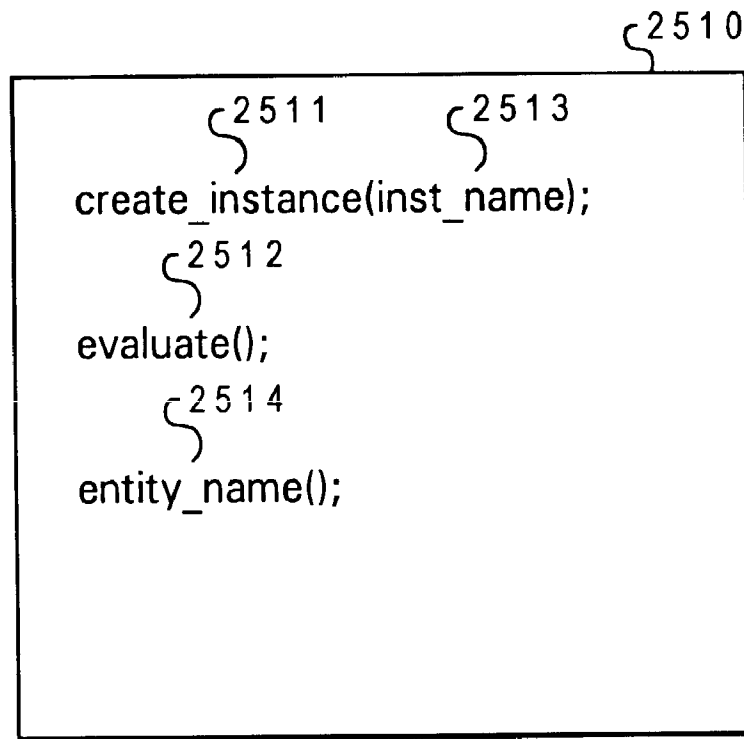 2510
2511 2513
create_instance(inst_name);
2512
evaluate();
2514
entity_name();